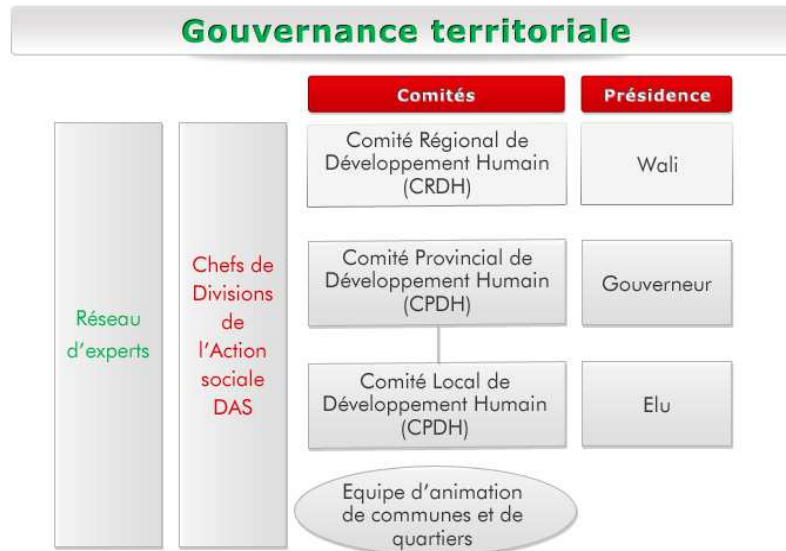 Gouvernance territoriale
Comités
Présidence
Réseau
d'experts
Chefs de
Divisions
de
l'Action
sociale
DAS
Comité Régional de
Développement Humain
(CRDH)
Wali
Comité Provincial de
Développement Humain
(CPDH)
Gouverneur
Comité Local de
Développement Humain
(CPDH)
Elu
Equipe d'animation
de communes et de
quartiers